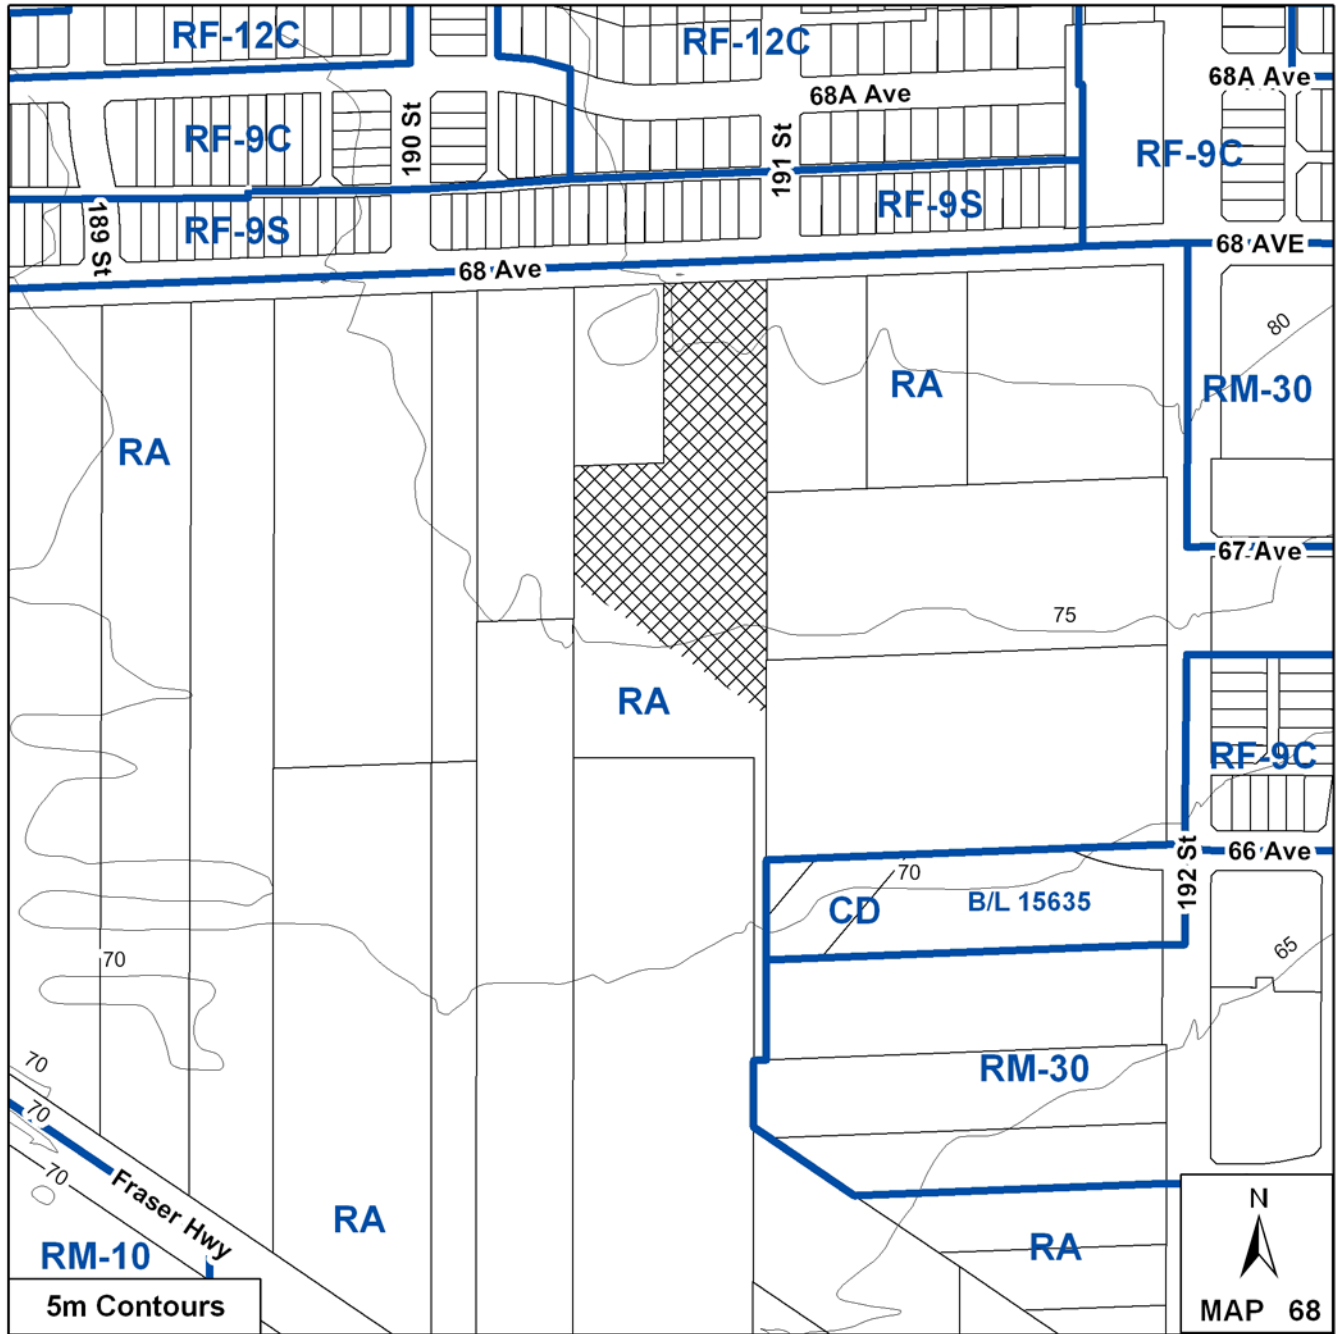 RF-12C
RF-12C
68A Ave
68A Ave
190 St
191 St
RF-9C
RF-9C
189 St
RF-9S
RF-9S
68 Ave
68 AVE
80
RA
RM-30
RA
67 Ave
75
RA
RF-9C
192 St
66 Ave
70
CD
B/L 15635
65
70
70
70
70
RM-30
Fraser Hwy
RA
RA
RM-10
N
5m Contours
MAP 68